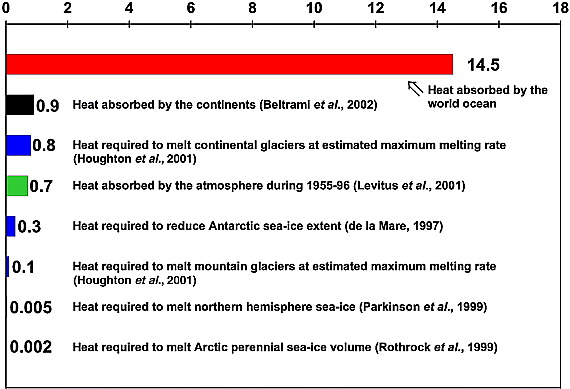 0 2 4 6 8 10 12 14 16 18
14.5
Heat absorbed by the
world ocean
0.9 Heat absorbed by the continents (Beltrami et al., 2002)
0.8 Heat required to melt continental glaciers at estimated maximum melting rate
(Houghton et al., 2001)
0.7 Heat absorbed by the atmosphere during 1955-96 (Levitus et al., 2001)
0.3 Heat required to reduce Antarctic sea-ice extent (de la Mare, 1997)
0.1 Heat required to melt mountain glaciers at estimated maximum melting rate
(Houghton et al., 2001)
0.005 Heat required to melt northern hemisphere sea-ice (Parkinson et al., 1999)
0.002 Heat required to melt Arctic perennial sea-ice volume (Rothrock et al., 1999)